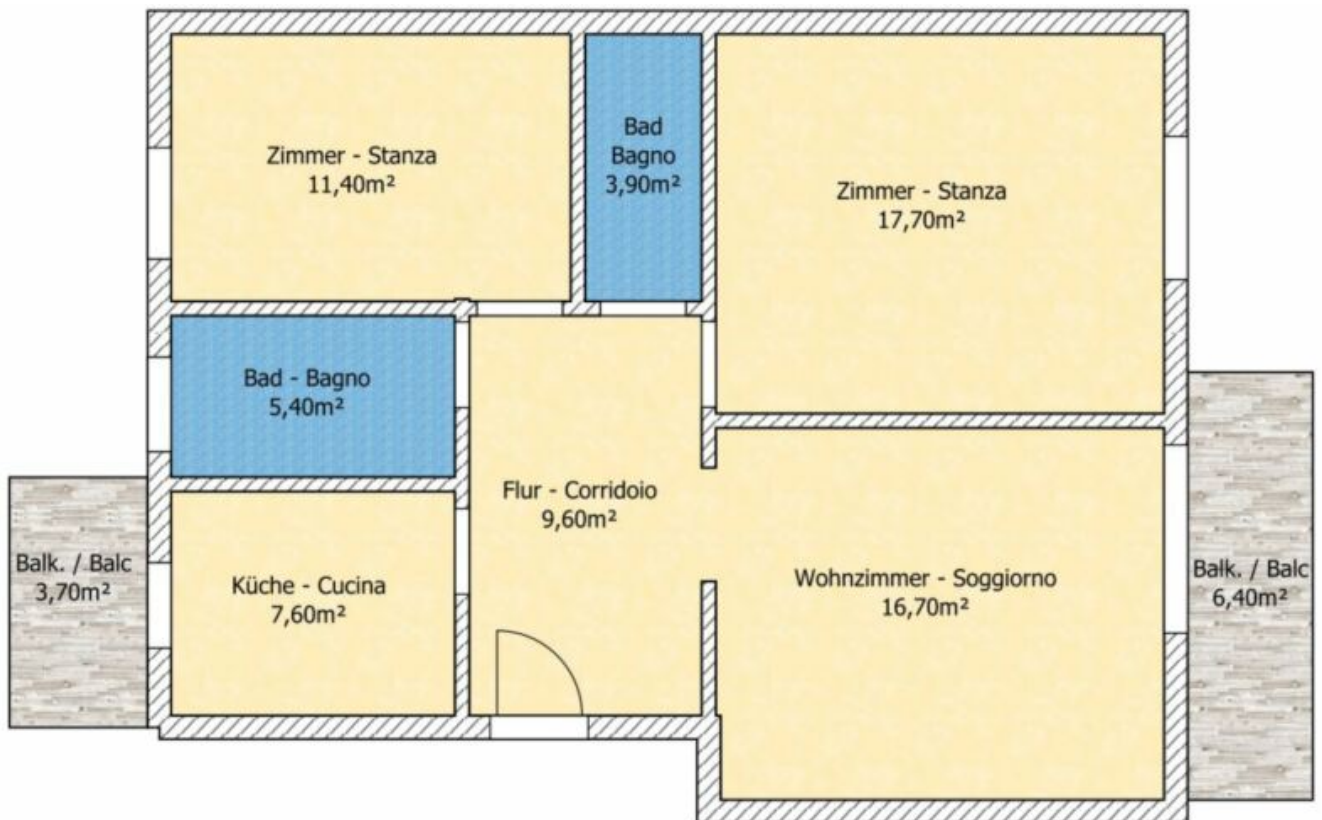 Zimmer - Stanza
11,40m²
Bad
Bagno
3,90m²
Zimmer - Stanza
17,70m²
Bad - Bagno
5,40m²
Flur - Corridoio
9,60m²
Balk. / Balc
3,70m²
Küche - Cucina
7,60m²
Wohnzimmer - Soggiorno
16,70m²
Balk. / Balc
6,40m²